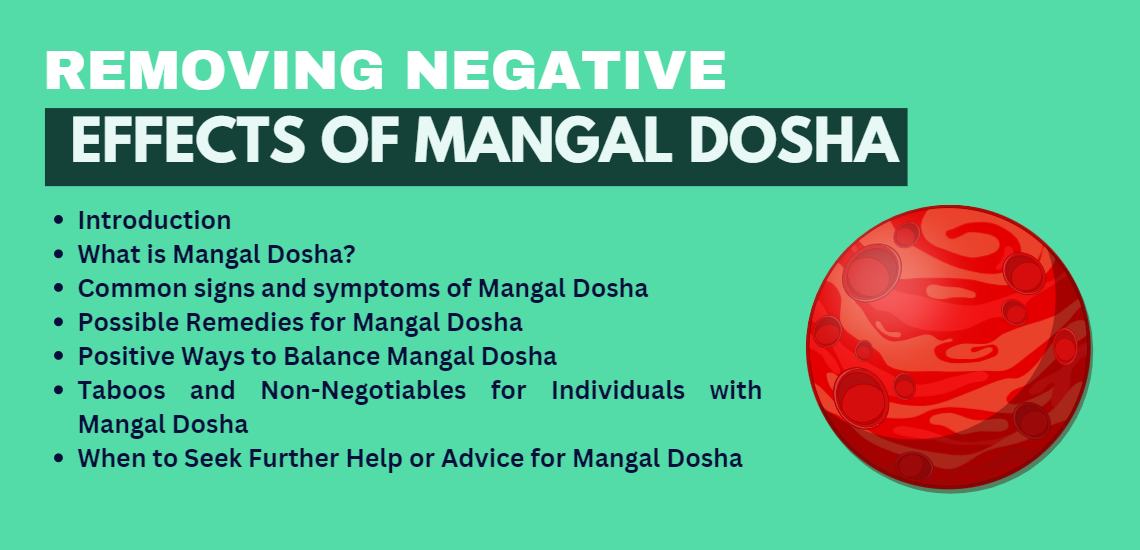 REMOVING NEGATIVE
EFFECTS OF MANGAL DOSHA
• Introduction
• What is Mangal Dosha?
• Common signs and symptoms of Mangal Dosha
• Possible Remedies for Mangal Dosha
• Positive Ways to Balance Mangal Dosha
• Taboos and Non-Negotiables for Individuals with
Mangal Dosha
• When to Seek Further Help or Advice for Mangal Dosha